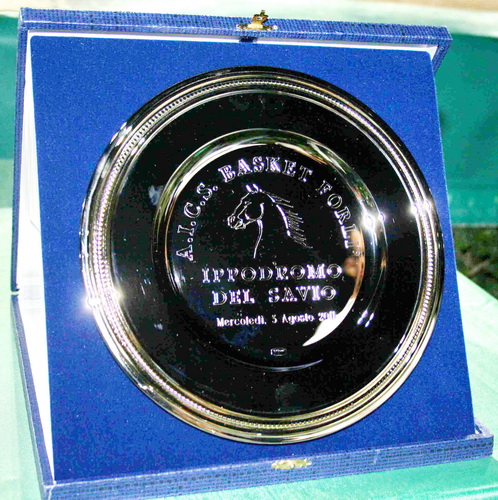 A.I.C.S. BASKET FORLI'
IPPODROMO
DEL SAVIO
Mercoledì, 3 Agosto